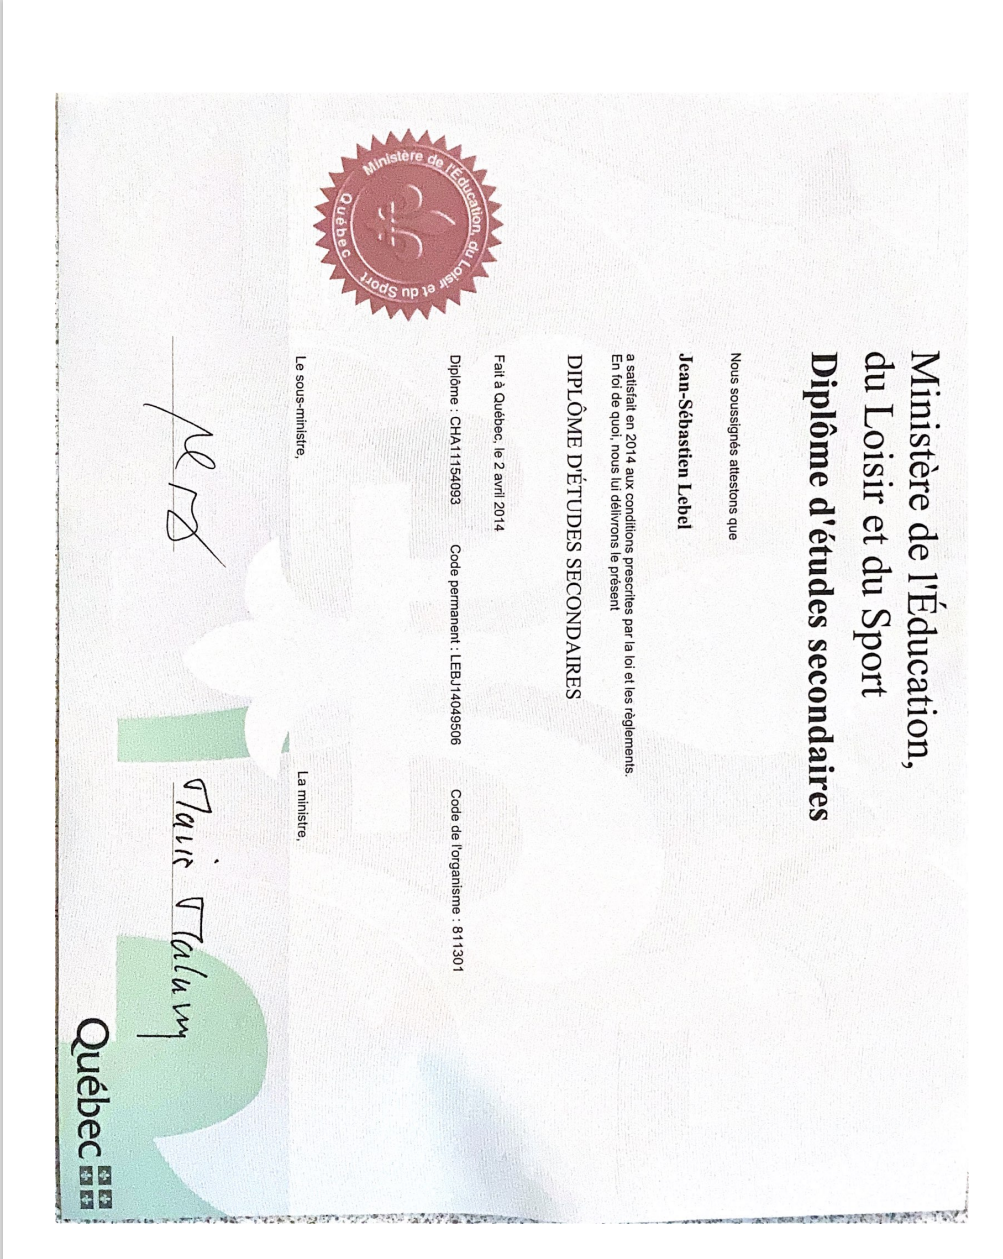 Ministère de l'Éducation,
du Loisir et du Sport
Diplôme d'études secondaires
Nous soussignés attestons que
Jean-Sébastien Lebel
a satisfait en 2014 aux conditions prescrites par la loi et les règlements.
En foi de quoi, nous lui délivrons le présent
DIPLÔME D'ÉTUDES SECONDAIRES
Fait à Québec, le 2 avril 2014
Diplôme : CHA11154093 Code permanent : LEBJ14049506 Code de l'organisme : 811301
Ministère de l'Éducation, du Loisir et du Sport
Québec
Le sous-ministre, La ministre,
Québec